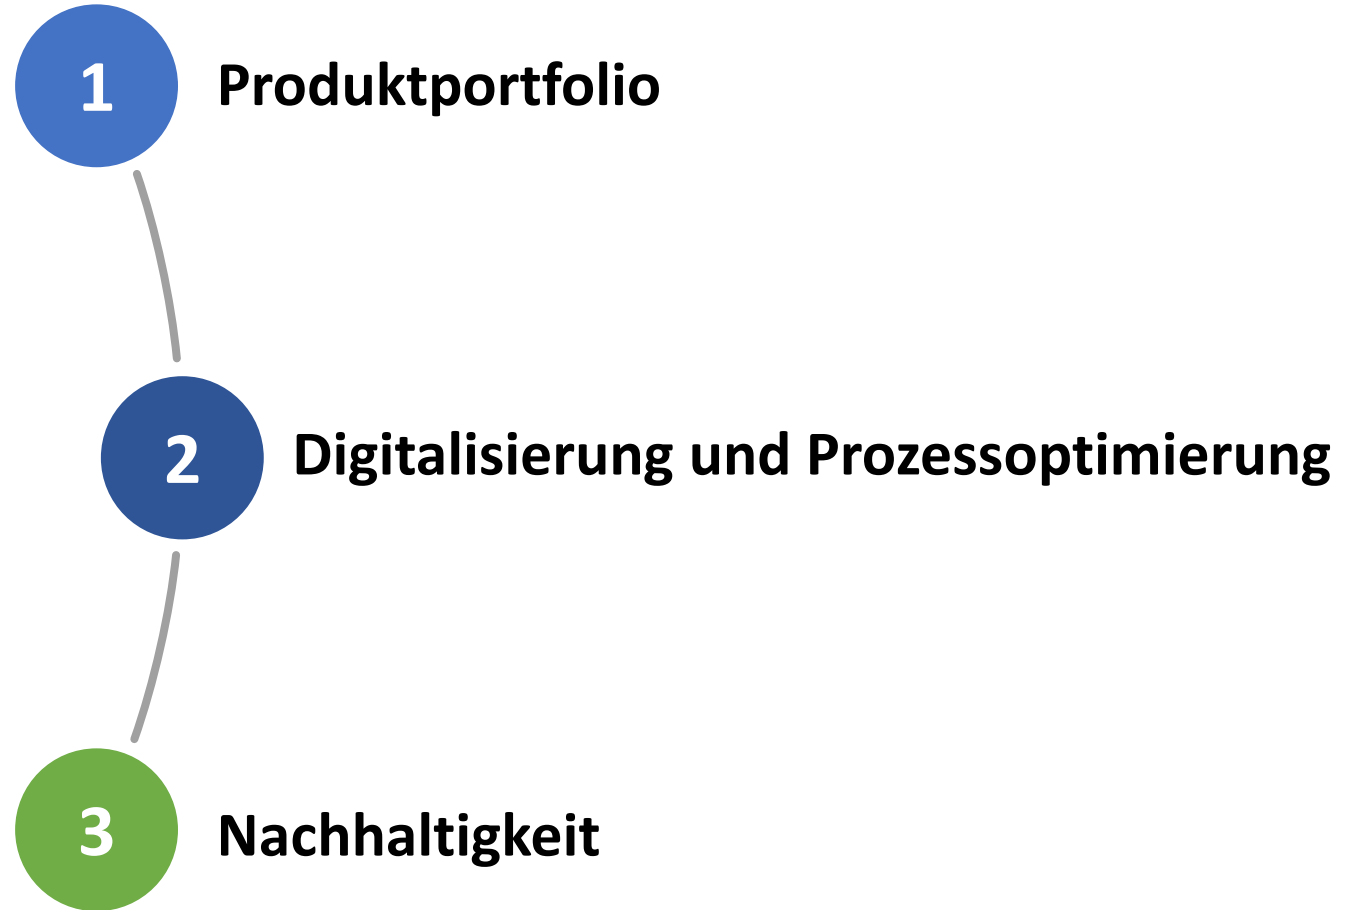 1 Produktportfolio
2 Digitalisierung und Prozessoptimierung
3 Nachhaltigkeit